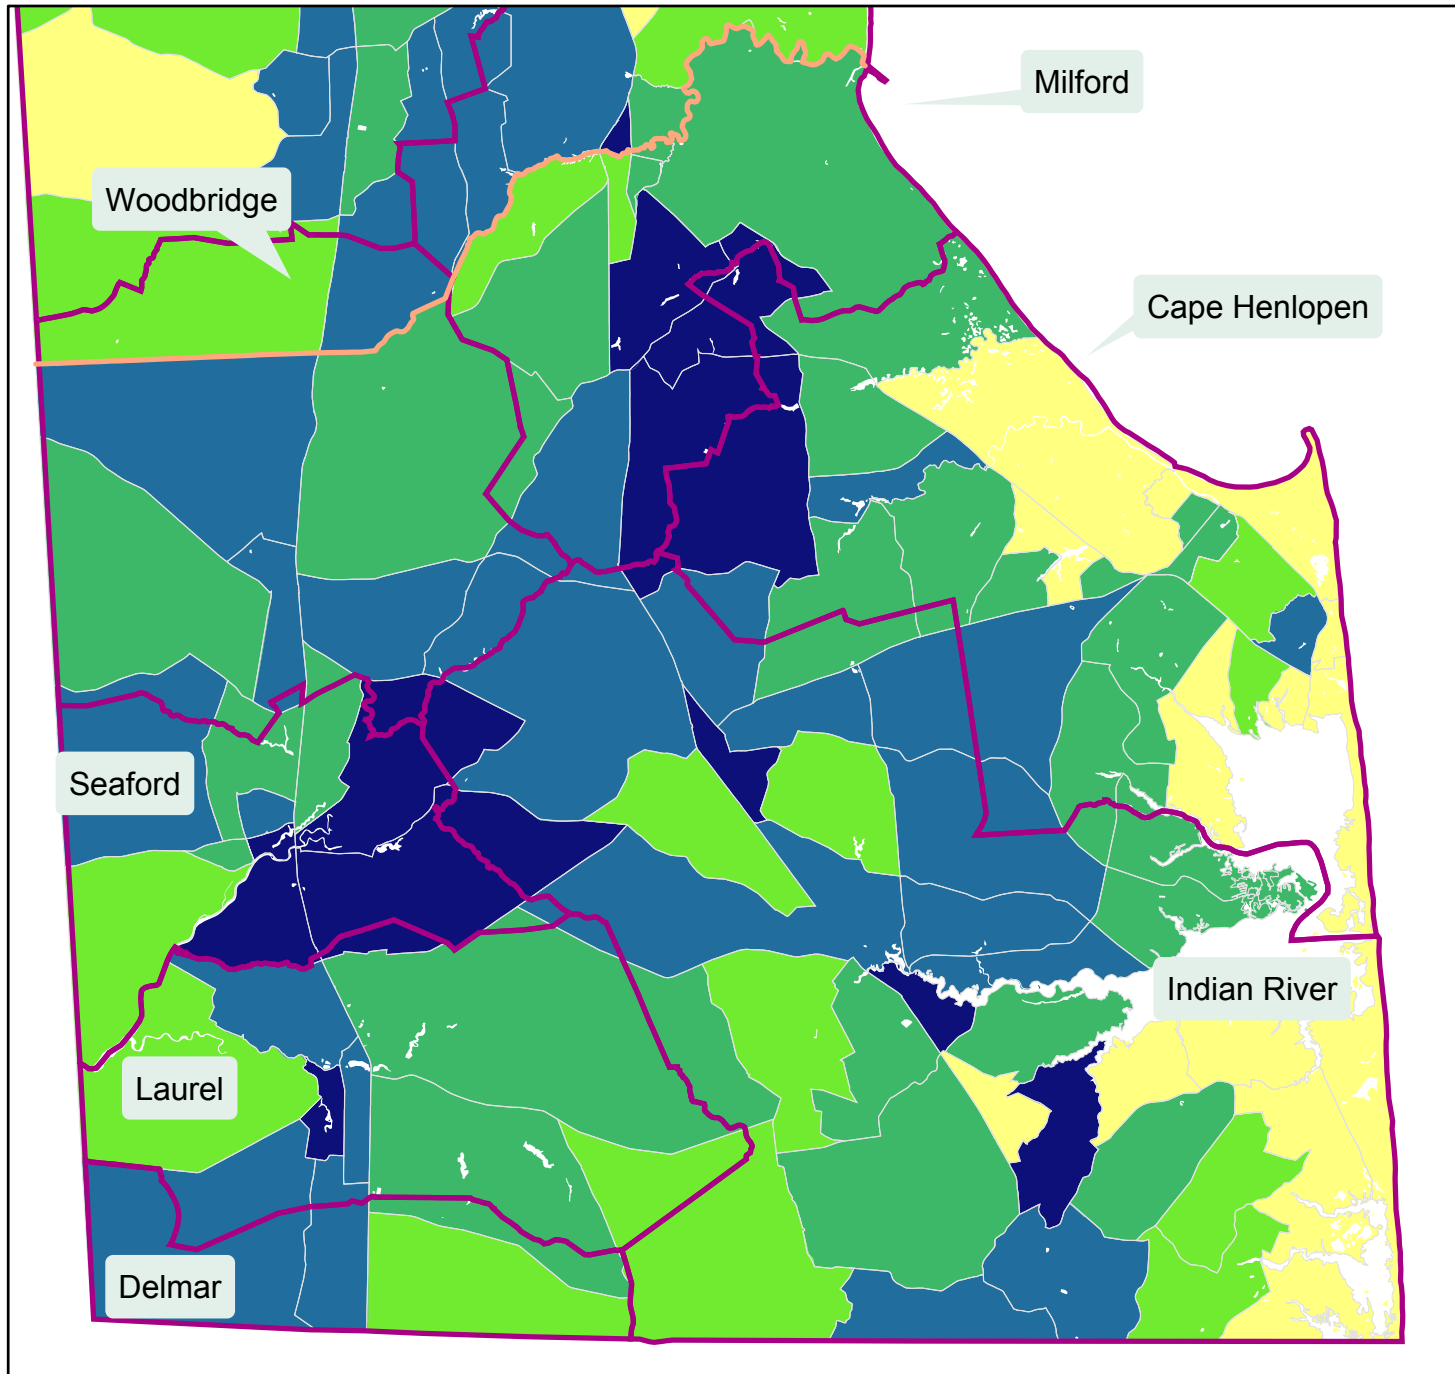 Milford
Woodbridge
Cape Henlopen
Seaford
Indian River
Laurel
Delmar